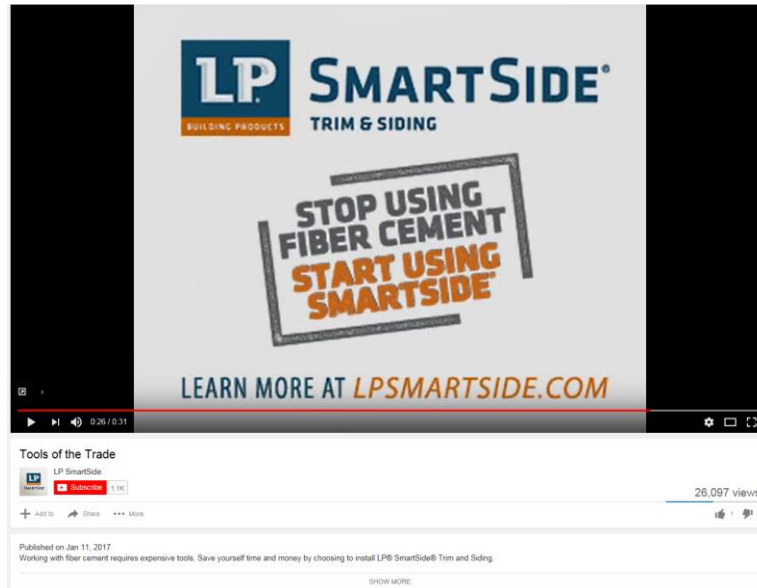 LP
BUILDING PRODUCTS
SMARTSIDE®
TRIM & SIDING
STOP USING
FIBER CEMENT
START USING
SMARTSIDE®
LEARN MORE AT LPSMARTSIDE.COM
0:26 / 0:31
Tools of the Trade
LP SmartSide
LP
SmartSide
Subscribe 1.1K
26,097 views
Add to Share More
1
Published on Jan 11, 2017
Working with fiber cement requires expensive tools. Save yourself time and money by choosing to install LP® SmartSide® Trim and Siding.
SHOW MORE